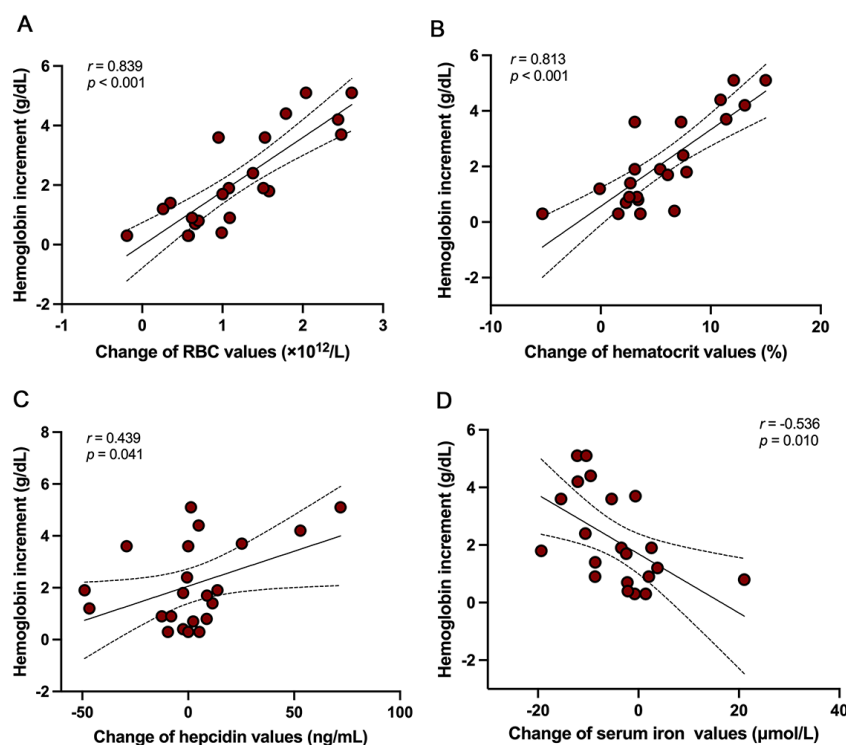 A
r = 0.839
p < 0.001
Hemoglobin increment (g/dL)
6
4
2
0
-2
-1
0
1
2
3
Change of RBC values (×10¹²/L)
B
r = 0.813
p < 0.001
Hemoglobin increment (g/dL)
6
4
2
0
-2
-10
0
10
20
Change of hematocrit values (%)
C
r = 0.439
p = 0.041
Hemoglobin increment (g/dL)
8
6
4
2
0
-2
-50
0
50
100
Change of hepcidin values (ng/mL)
D
r = -0.536
p = 0.010
Hemoglobin increment (g/dL)
6
4
2
0
-2
-20
0
20
40
Change of serum iron values (μmol/L)